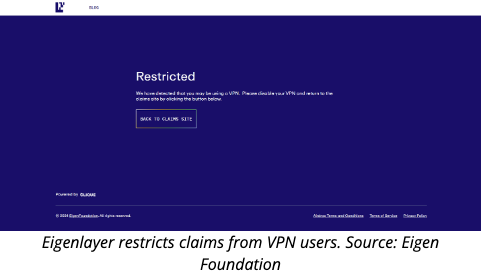 BLOG
Restricted
We have detected that you may be using a VPN. Please disable your VPN and return to the
claims site by clicking the button below.
BACK TO CLAIMS SITE
Powered by
© 2024 Eigen Foundation. All rights reserved.
Airdrop Terms and Conditions Terms of Service Privacy Policy
Eigenlayer restricts claims from VPN users. Source: Eigen
Foundation